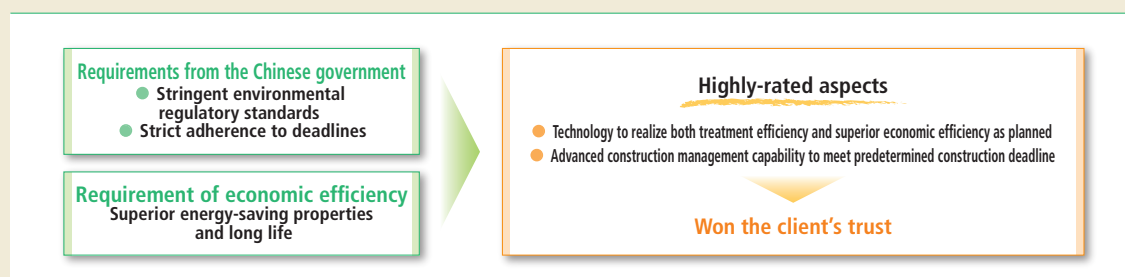 Requirements from the Chinese government
● Stringent environmental
regulatory standards
● Strict adherence to deadlines
Requirement of economic efficiency
Superior energy-saving properties
and long life
Highly-rated aspects
● Technology to realize both treatment efficiency and superior economic efficiency as planned
● Advanced construction management capability to meet predetermined construction deadline
Won the client’s trust